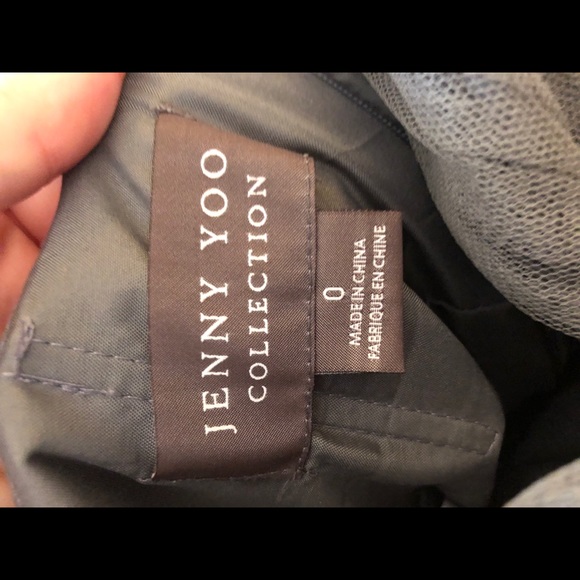 JENNY YOO
COLLECTION
0
MADE IN CHINA
FABRIQUE EN CHINE